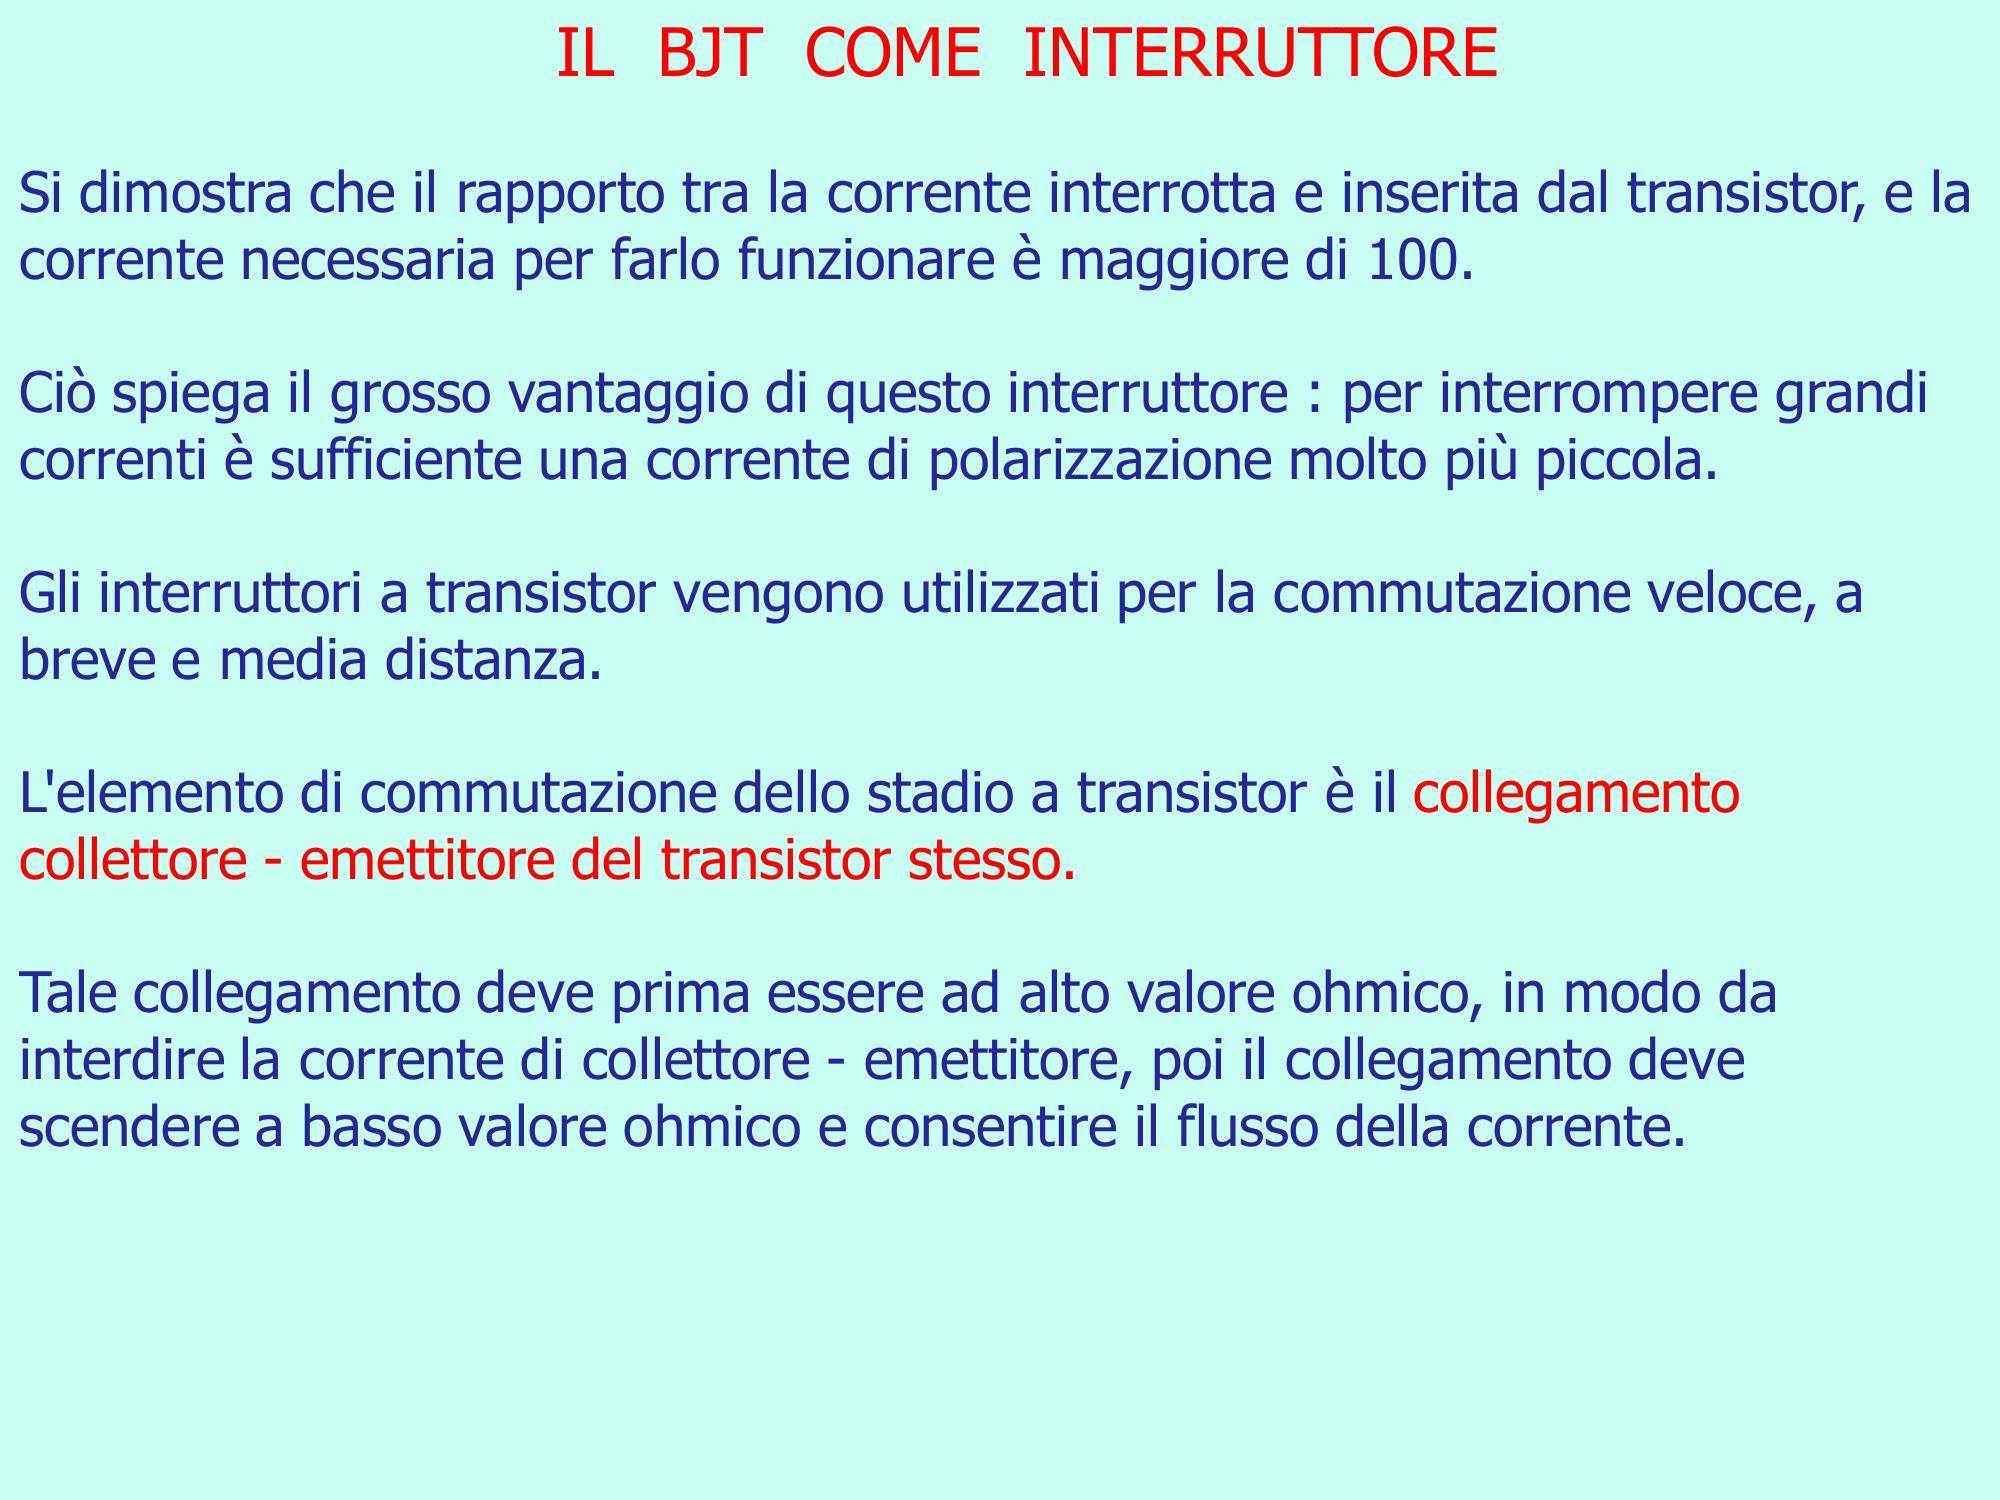 IL BJT COME INTERRUTTORE
Si dimostra che il rapporto tra la corrente interrotta e inserita dal transistor, e la
corrente necessaria per farlo funzionare è maggiore di 100.
Ciò spiega il grosso vantaggio di questo interruttore : per interrompere grandi
correnti è sufficiente una corrente di polarizzazione molto più piccola.
Gli interruttori a transistor vengono utilizzati per la commutazione veloce, a
breve e media distanza.
L'elemento di commutazione dello stadio a transistor è il collegamento
collettore - emettitore del transistor stesso.
Tale collegamento deve prima essere ad alto valore ohmico, in modo da
interdire la corrente di collettore - emettitore, poi il collegamento deve
scendere a basso valore ohmico e consentire il flusso della corrente.